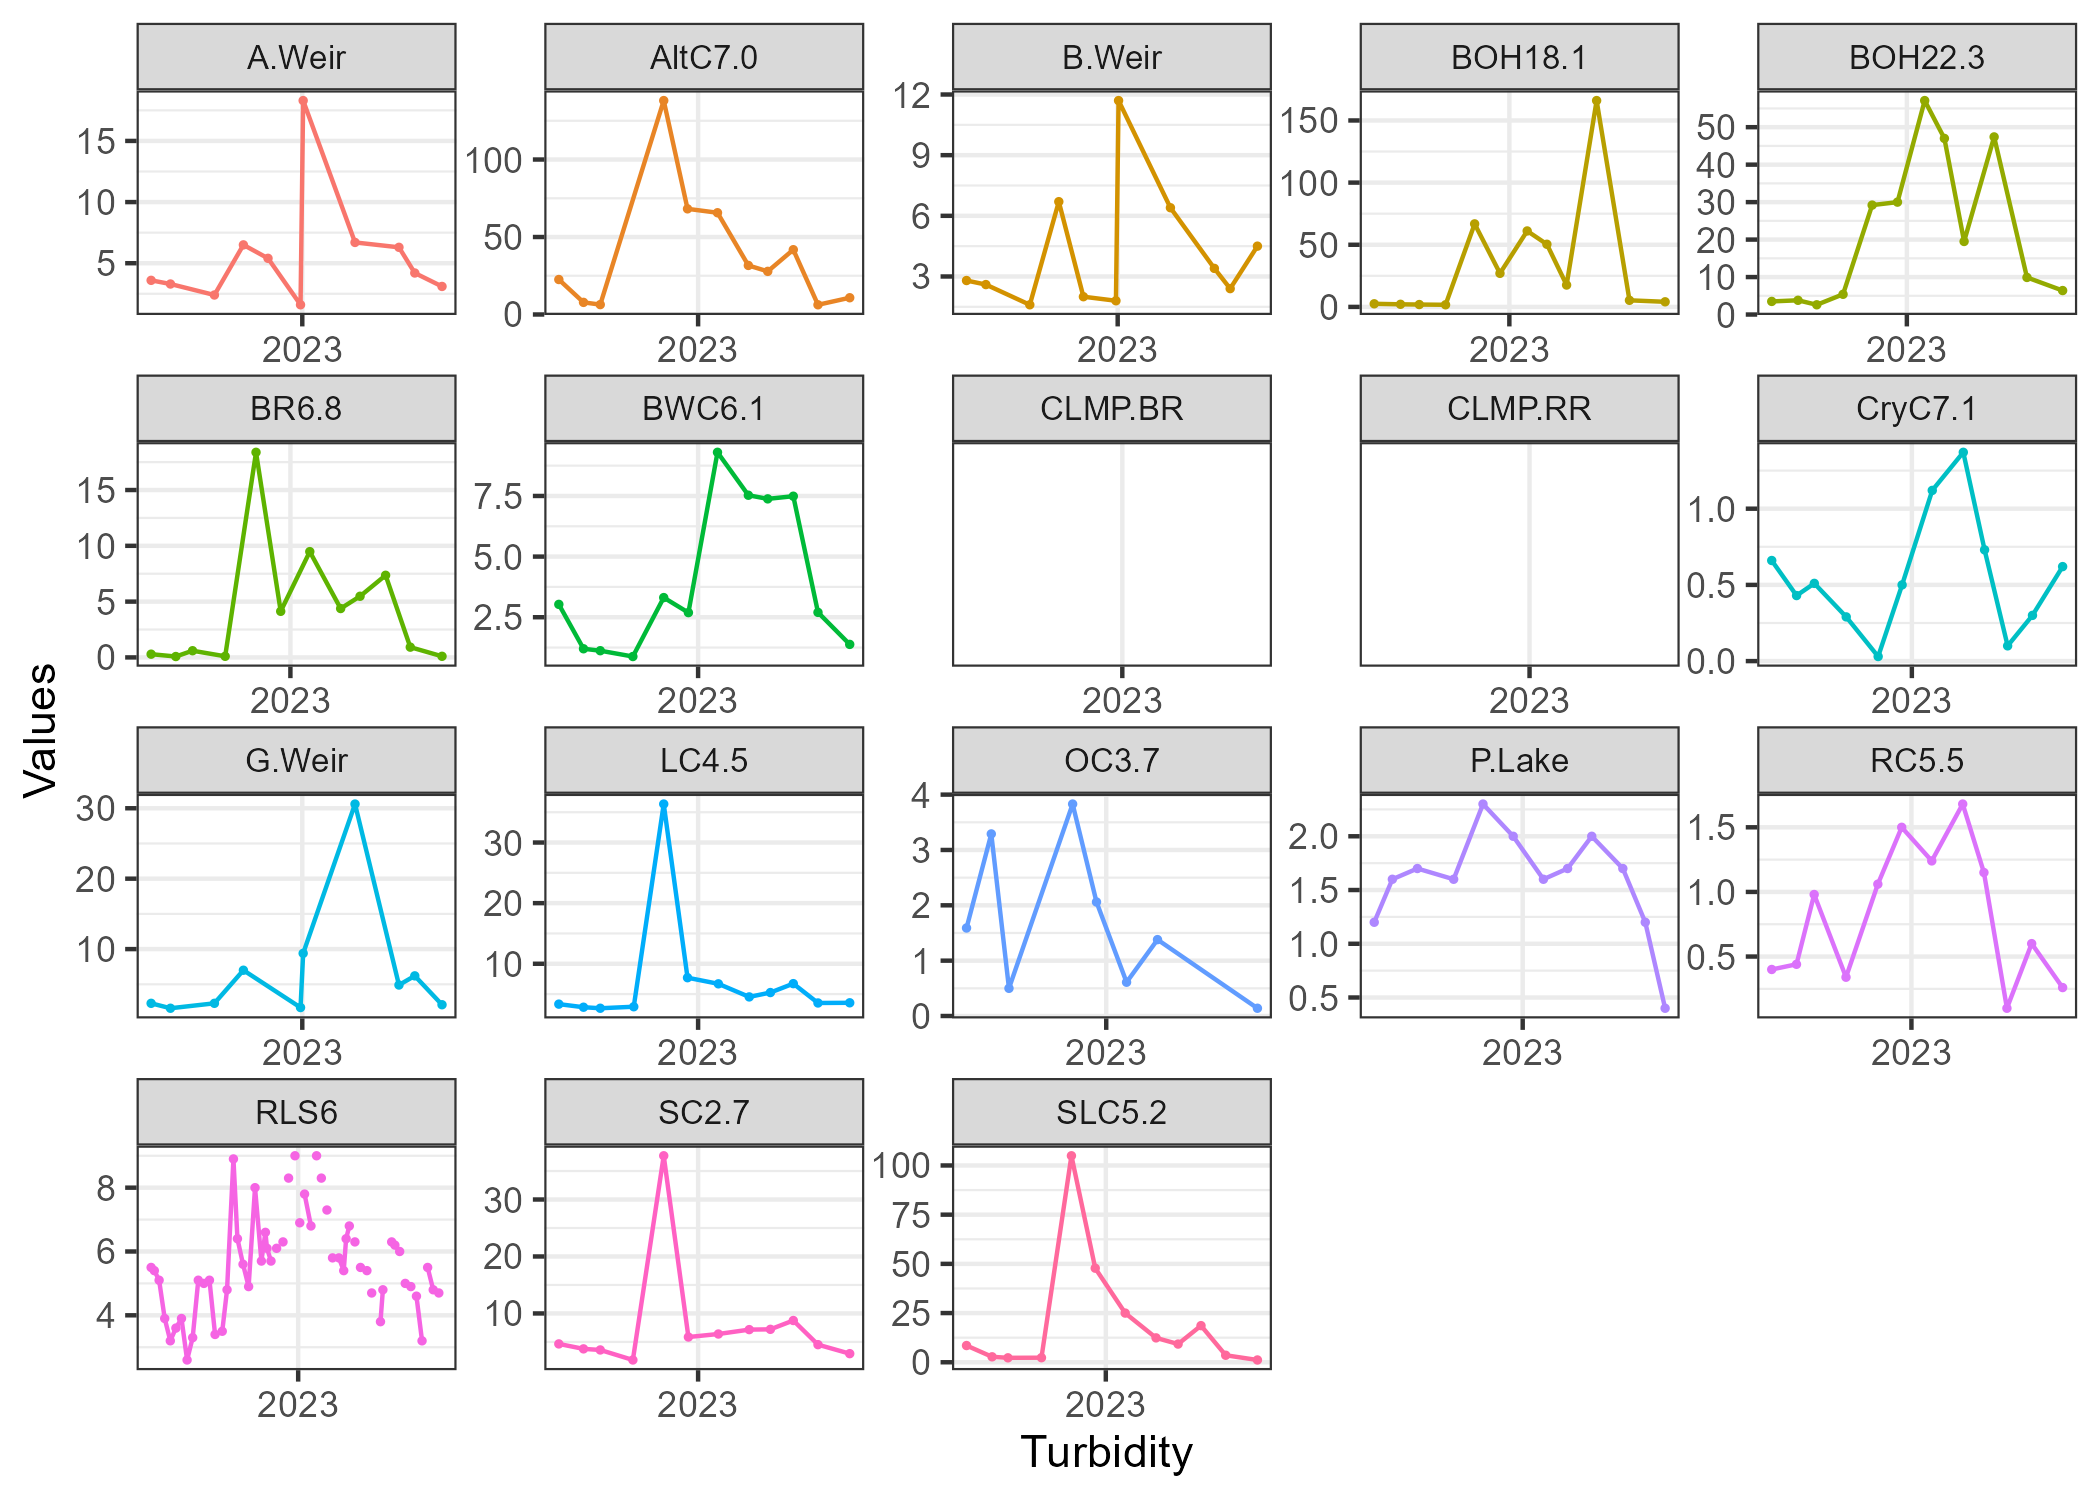 A.Weir AltC7.0 B.Weir BOH18.1 BOH22.3
15 10 5
100 50 0
12 9 6 3
150 100 50 0
50 40 30 20 10 0
2023 2023 2023 2023 2023
BR6.8 BWC6.1 CLMP.BR CLMP.RR CryC7.1
15 10 5 0
7.5 5.0 2.5
1.0 0.5 0.0
2023 2023 2023 2023 2023
Values
G.Weir LC4.5 OC3.7 P.Lake RC5.5
30 20 10
30 20 10
4 3 2 1 0
2.0 1.5 1.0 0.5
1.5 1.0 0.5
2023 2023 2023 2023 2023
RLS6 SC2.7 SLC5.2
8 6 4
30 20 10
100 75 50 25 0
2023 2023 2023
Turbidity